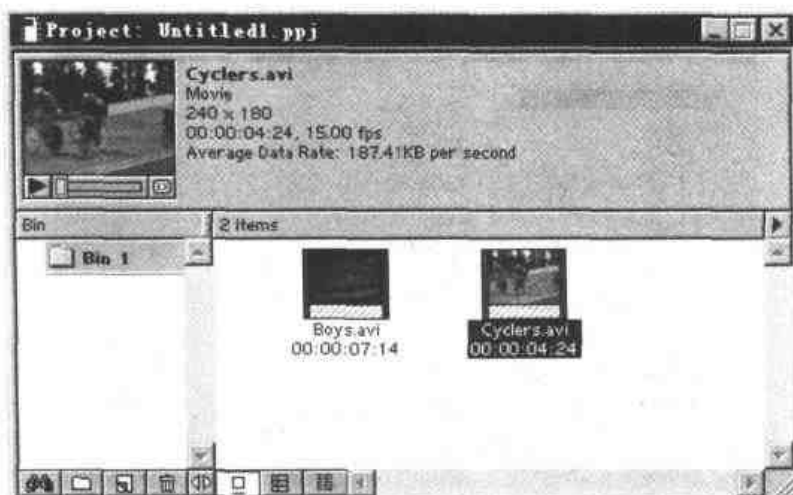 Project: Untitled1.ppj
Cyclers.avi
Movie
240 x 180
00:00:04:24, 15.00 fps
Average Data Rate: 187.41KB per second
Bin
2 Items
Bin 1
Boys.avi
00:00:07:14
Cyclers.avi
00:00:04:24